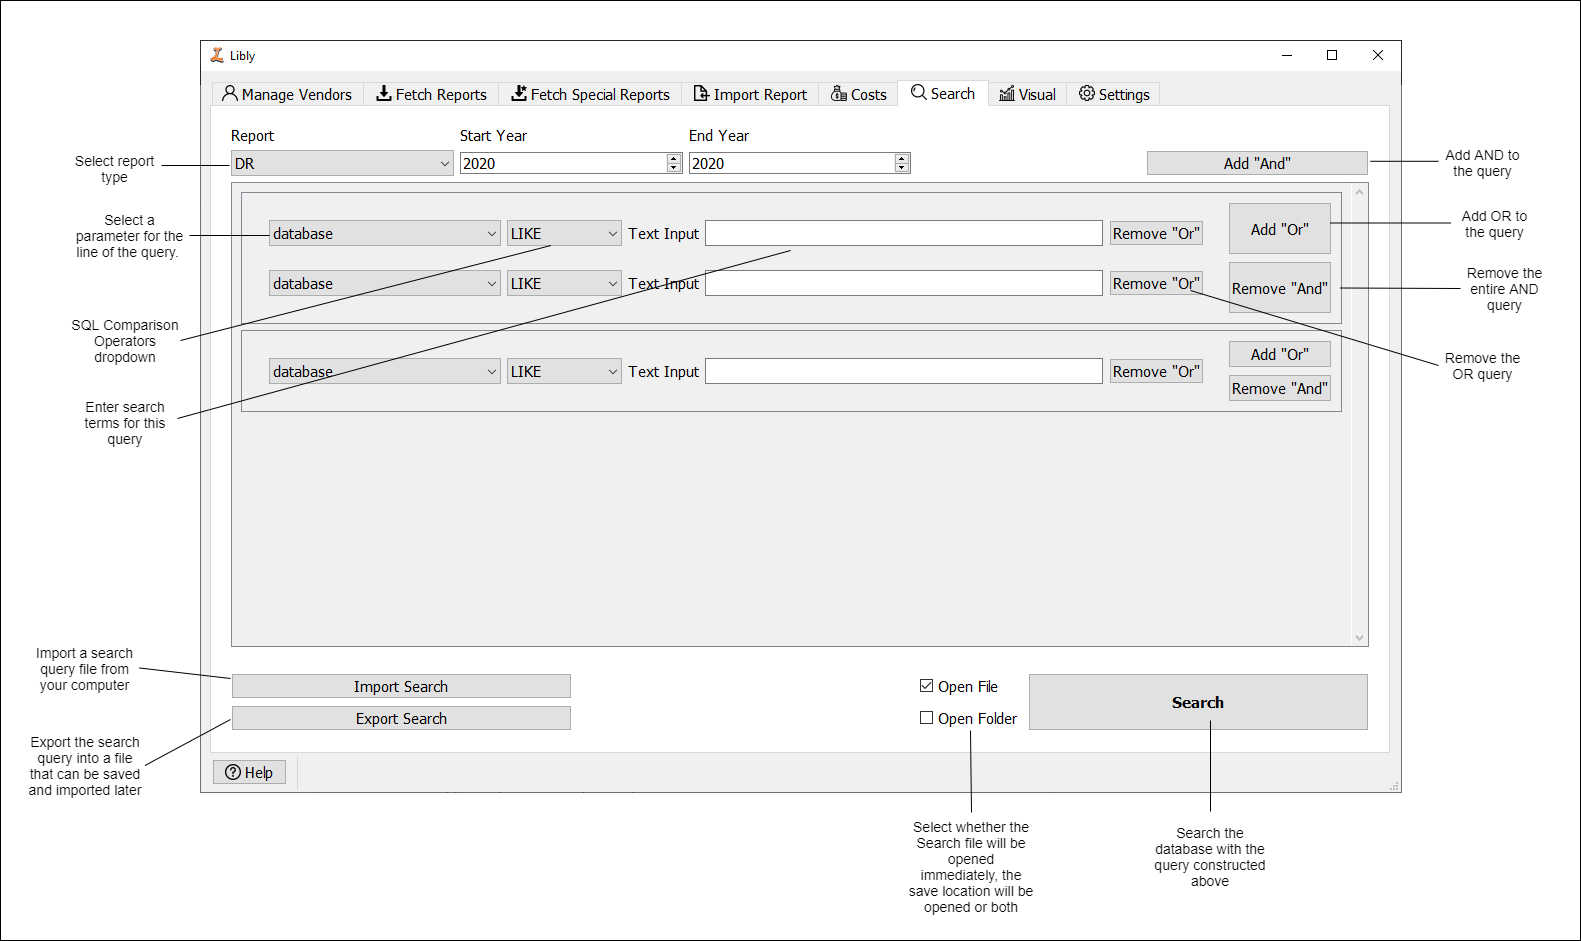 Libly
Manage Vendors
Fetch Reports
Fetch Special Reports
Import Report
Costs
Search
Visual
Settings
Report
Start Year
End Year
DR
2020
2020
Add "And"
Select report
type
Add AND to
the query
Select a
parameter for the
line of the query.
database
LIKE
Text Input
Remove "Or"
Add "Or"
Add OR to
the query
database
LIKE
Text Input
Remove "Or"
Remove "And"
Remove the
entire AND
query
SQL Comparison
Operators
dropdown
database
LIKE
Text Input
Remove "Or"
Add "Or"
Remove "And"
Remove the
OR query
Enter search
terms for this
query
Import a search
query file from
your computer
Import Search
Export Search
Open File
Open Folder
Search
Export the search
query into a file
that can be saved
and imported later
Help
Select whether the
Search file will be
opened
immediately, the
save location will be
opened or both
Search the
database with the
query constructed
above